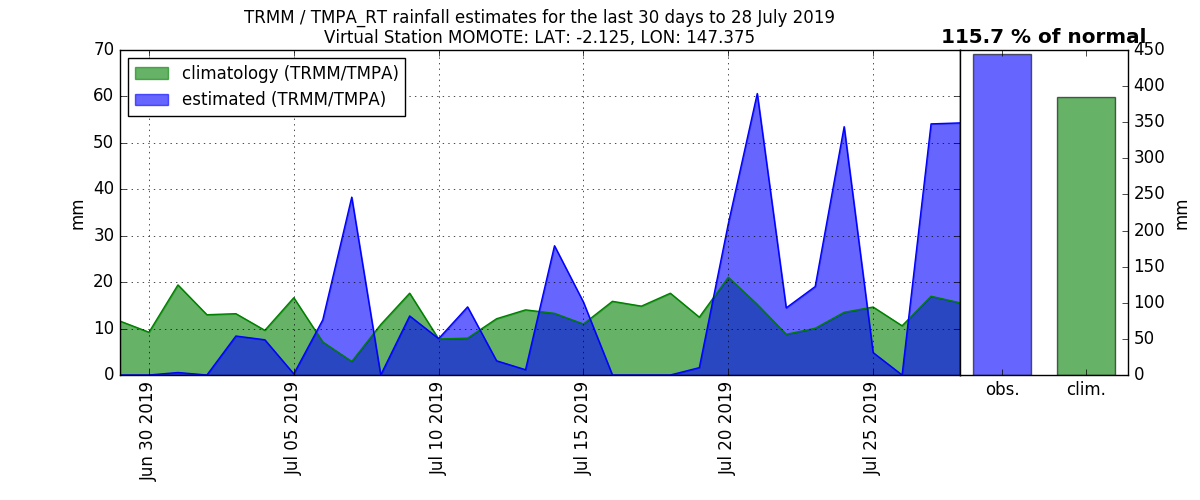 TRMM / TMPA_RT rainfall estimates for the last 30 days to 28 July 2019
Virtual Station MOMOTE: LAT: -2.125, LON: 147.375
115.7 % of normal
climatology (TRMM/TMPA)
estimated (TRMM/TMPA)
mm
70
60
50
40
30
20
10
0
Jun 30 2019
Jul 05 2019
Jul 10 2019
Jul 15 2019
Jul 20 2019
Jul 25 2019
obs.
clim.
450
400
350
300
250
200
150
100
50
0
mm